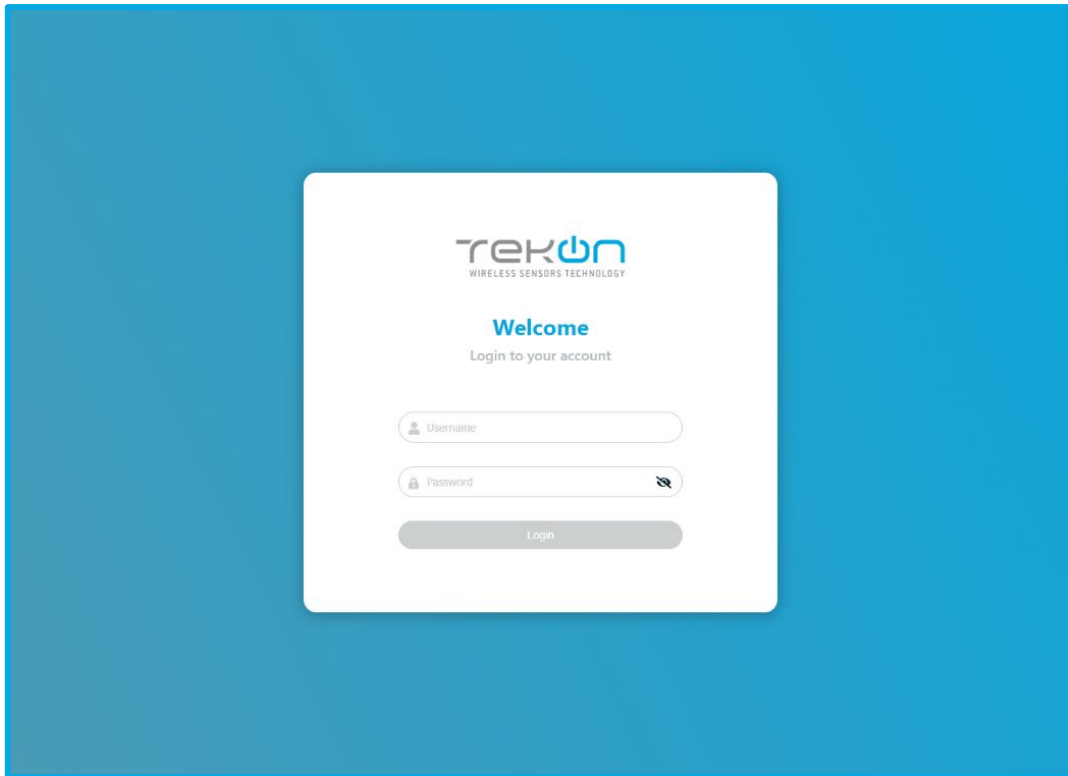 TEKON
WIRELESS SENSORS TECHNOLOGY
Welcome
Login to your account
Username
Password
Login